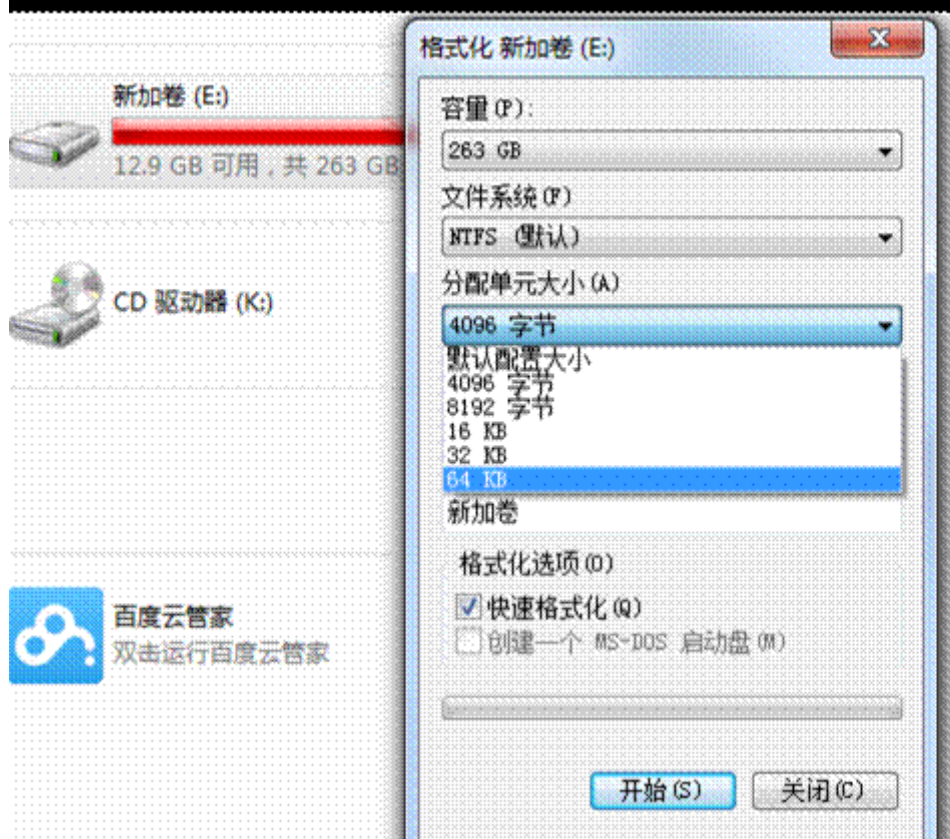 新加卷 (E:)
12.9 GB 可用，共 263 GB
CD 驱动器 (K:)
百度云管家
双击运行百度云管家
格式化 新加卷 (E:)
容量(P):
263 GB
文件系统(F)
NTFS (默认)
分配单元大小(A)
4096 字节
默认配置大小
4096 字节
8192 字节
16 KB
32 KB
64 KB
新加卷
格式化选项(O)
快速格式化(Q)
创建一个 MS-DOS 启动盘(M)
开始(S)
关闭(C)